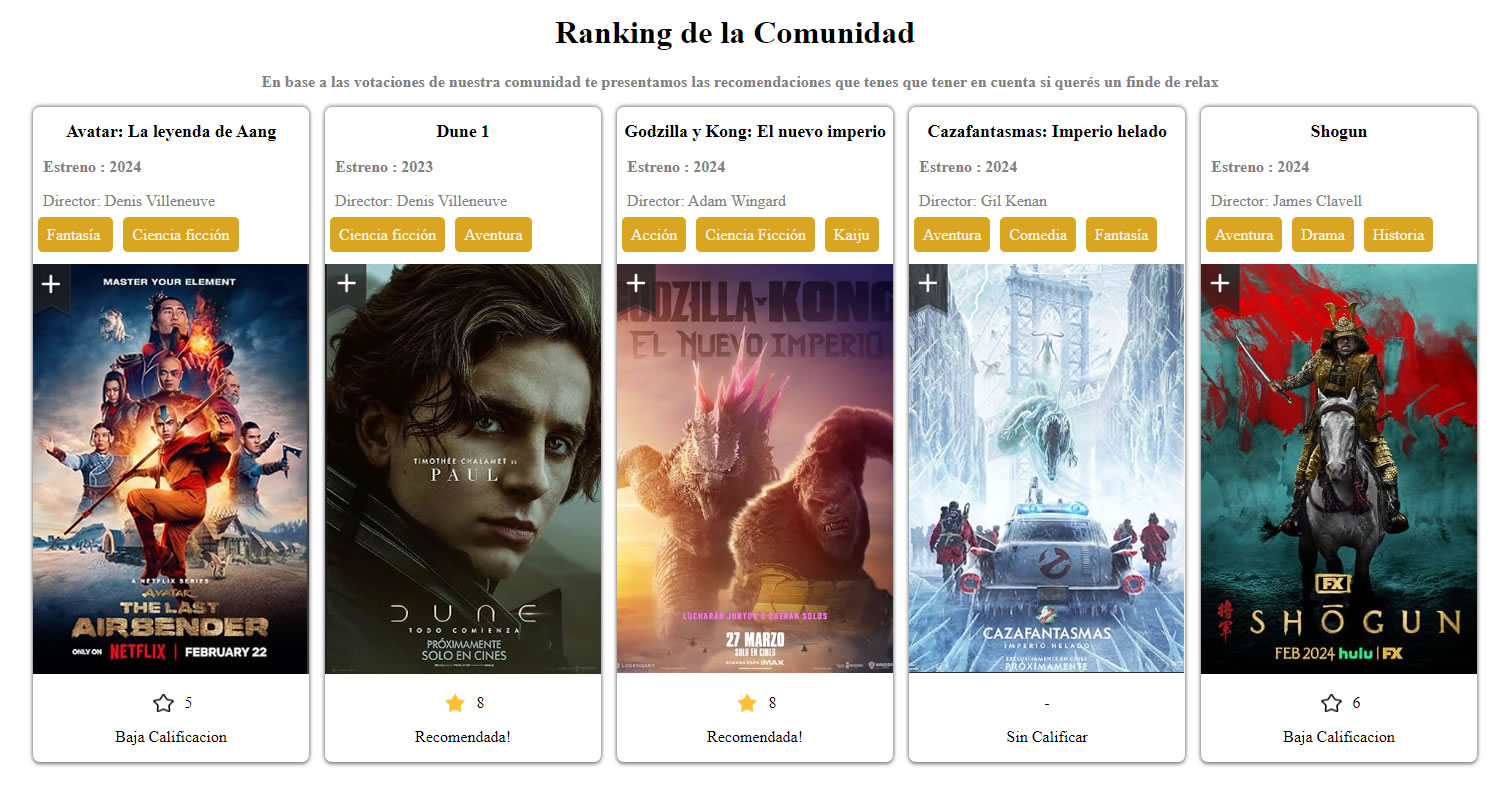 Ranking de la Comunidad
En base a las votaciones de nuestra comunidad te presentamos las recomendaciones que tenes que tener en cuenta si querés un finde de relax
Avatar: La leyenda de Aang
Estreno : 2024
Director: Denis Villeneuve
Fantasía
Ciencia ficción
MASTER YOUR ELEMENT
A NETFLIX SERIES
AVATAR
THE LAST
AIRBENDER
ONLY ON NETFLIX | FEBRUARY 22
5
Baja Calificacion
Dune 1
Estreno : 2023
Director: Denis Villeneuve
Ciencia ficción
Aventura
TIMOTHÉE CHALAMET is
PAUL
DUNE
TODO COMIENZA
PRÓXIMAMENTE
SOLO EN CINES
8
Recomendada!
Godzilla y Kong: El nuevo imperio
Estreno : 2024
Director: Adam Wingard
Acción
Ciencia Ficción
Kaiju
ODZILLA Y KONG
EL NUEVO IMPERIO
LUCHARÁN JUNTOS O CAERÁN SOLOS
27 MARZO
SOLO EN CINES
8
Recomendada!
Cazafantasmas: Imperio helado
Estreno : 2024
Director: Gil Kenan
Aventura
Comedia
Fantasía
CAZAFANTASMAS
IMPERIO HELADO
EXCLUSIVAMENTE EN CINES
PRÓXIMAMENTE
-
Sin Calificar
Shogun
Estreno : 2024
Director: James Clavell
Aventura
Drama
Historia
FX
将軍
SHŌGUN
FEB 2024 hulu | FX
6
Baja Calificacion